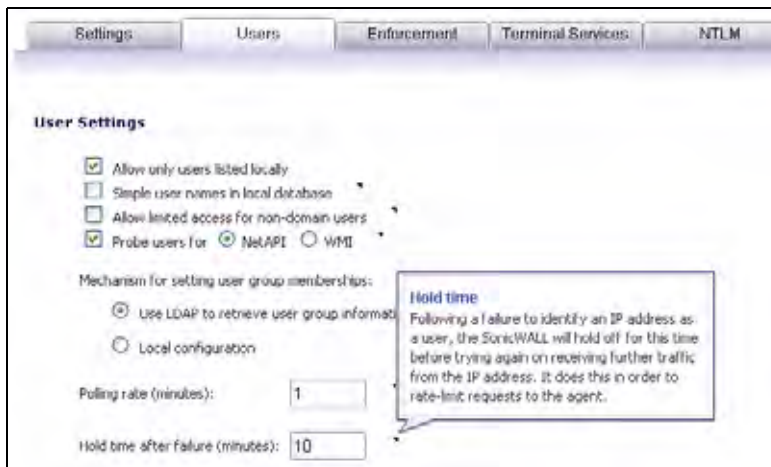 Settings
Users
Enforcement
Terminal Services
NTLM
User Settings
Allow only users listed locally
Simple user names in local database
Allow limited access for non-domain users
Probe users for NetAPI WMI
Mechanism for setting user group memberships:
Use LDAP to retrieve user group informati
Local configuration
Polling rate (minutes): 1
Hold time after failure (minutes): 10
Hold time
Following a failure to identify an IP address as
a user, the SonicWALL will hold off for this time
before trying again on receiving further traffic
from the IP address. It does this in order to
rate-limit requests to the agent.